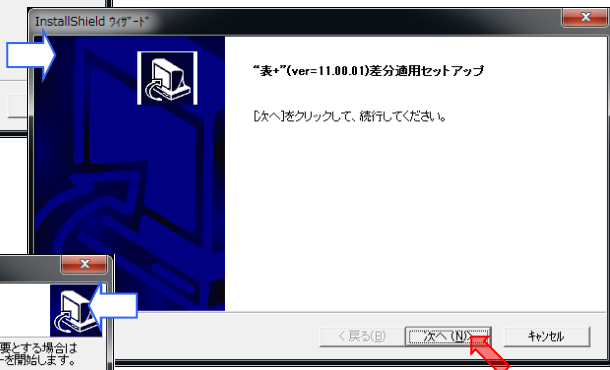 InstallShield ウィザード
“表+”(ver=11.00.01)差分適用セットアップ
[次へ]をクリックして、続行してください。
< 戻る(B)
次へ(N)>
キャンセル
要とする場合は
ーを開始します。